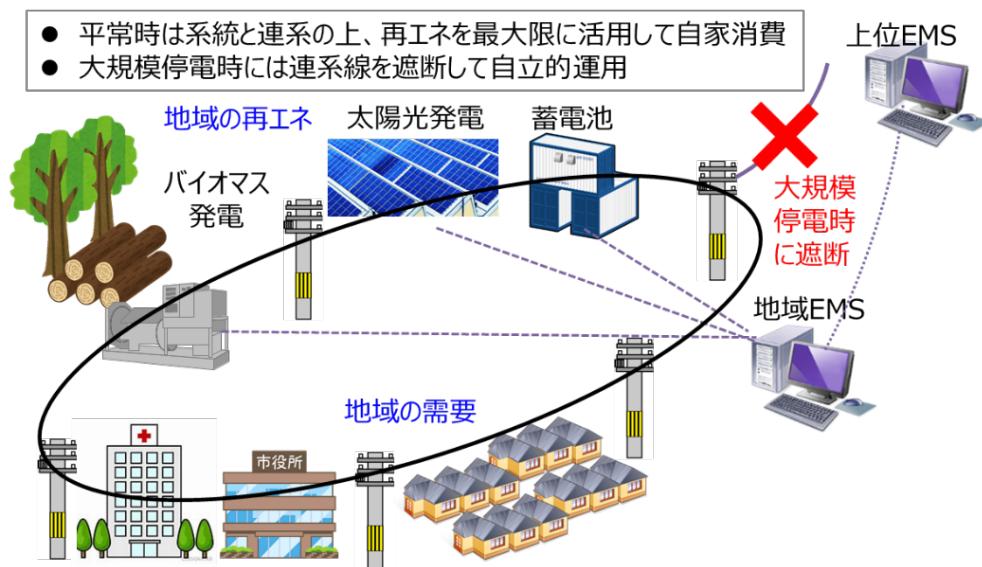 ● 平常時は系統と連系の上、再エネを最大限に活用して自家消費
● 大規模停電時には連系線を遮断して自立的運用
上位EMS
地域の再エネ
太陽光発電
蓄電池
バイオマス
発電
大規模
停電時
に遮断
地域EMS
地域の需要
市役所